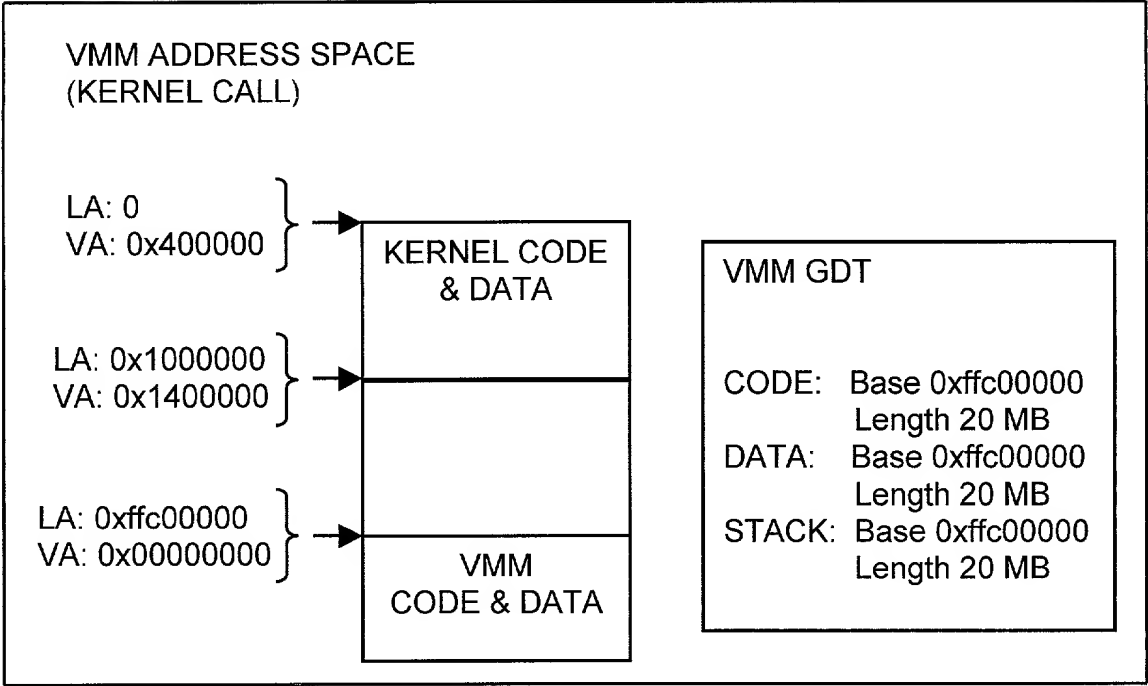 VMM ADDRESS SPACE
(KERNEL CALL)
LA: 0
VA: 0x400000
KERNEL CODE
& DATA
LA: 0x1000000
VA: 0x1400000
LA: 0xffc00000
VA: 0x00000000
VMM
CODE & DATA
VMM GDT
CODE: Base 0xffc00000
Length 20 MB
DATA: Base 0xffc00000
Length 20 MB
STACK: Base 0xffc00000
Length 20 MB